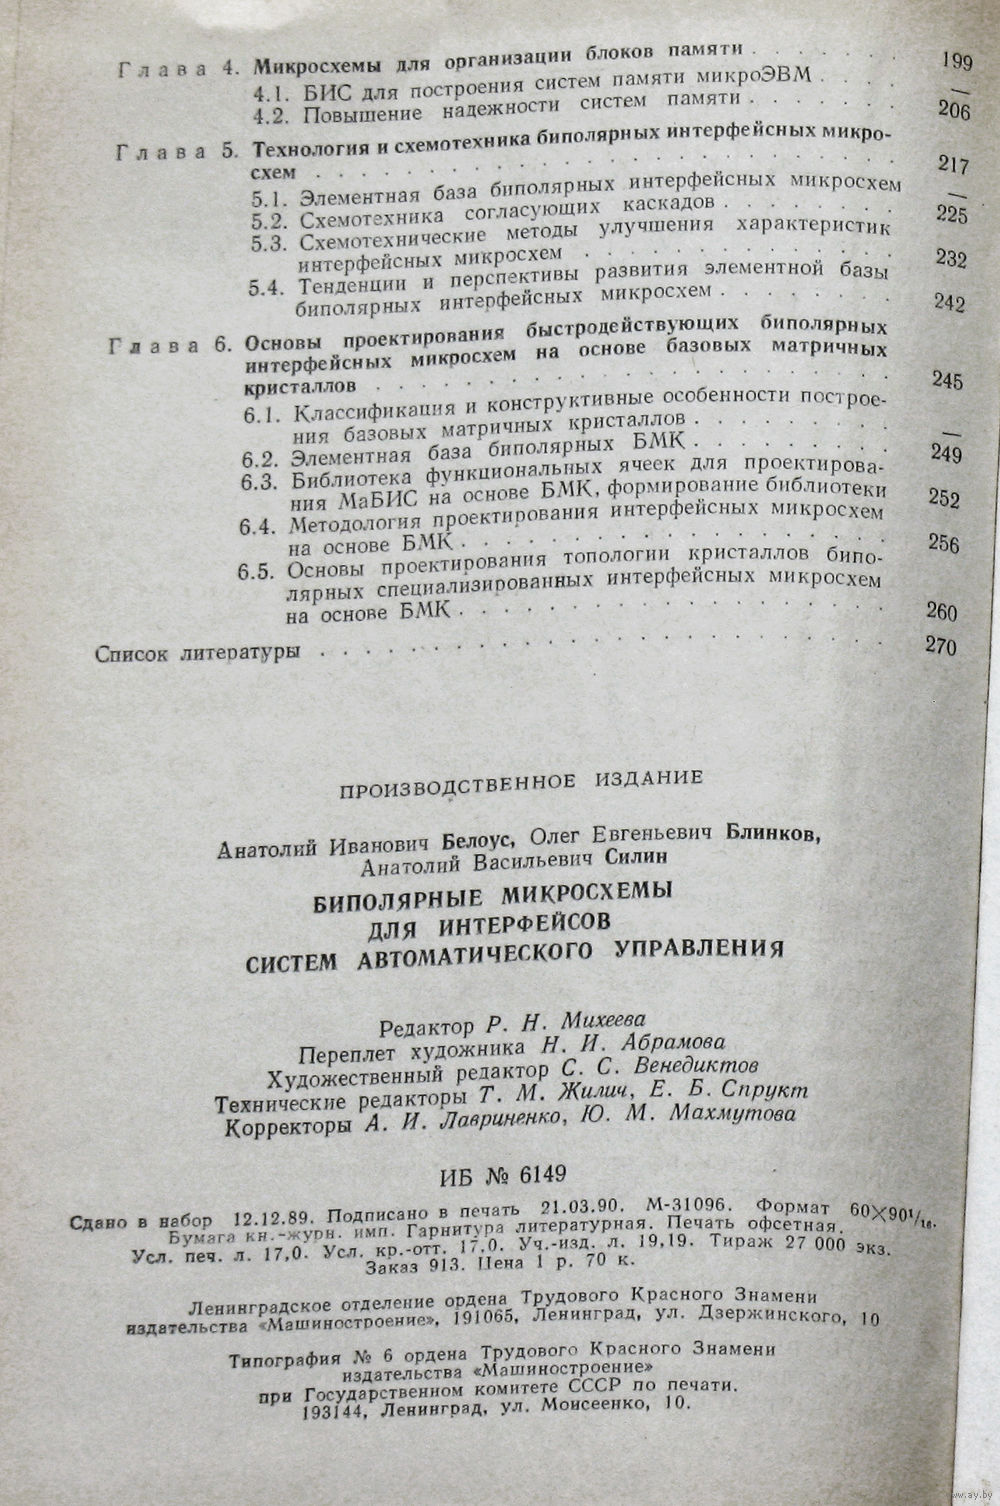 Глава 4. Микросхемы для организации блоков памяти . . . . . . . 199
4.1. БИС для построения систем памяти микроЭВМ . . . . —
4.2. Повышение надежности систем памяти . . . . . . . 206
Глава 5. Технология и схемотехника биполярных интерфейсных микро-
схем . . . . . . . . . . . . . . . . . . . . 217
5.1. Элементная база биполярных интерфейсных микросхем —
5.2. Схемотехника согласующих каскадов . . . . . . . . 225
5.3. Схемотехнические методы улучшения характеристик
интерфейсных микросхем . . . . . . . . . . . . 232
5.4. Тенденции и перспективы развития элементной базы
биполярных интерфейсных микросхем . . . . . . . . 242
Глава 6. Основы проектирования быстродействующих биполярных
интерфейсных микросхем на основе базовых матричных
кристаллов . . . . . . . . . . . . . . . . . . 245
6.1. Классификация и конструктивные особенности построе-
ния базовых матричных кристаллов . . . . . . . . . —
6.2. Элементная база биполярных БМК . . . . . . . . . 249
6.3. Библиотека функциональных ячеек для проектирова-
ния МаБИС на основе БМК, формирование библиотеки 252
6.4. Методология проектирования интерфейсных микросхем
на основе БМК . . . . . . . . . . . . . . . . 256
6.5. Основы проектирования топологии кристаллов бипо-
лярных специализированных интерфейсных микросхем
на основе БМК . . . . . . . . . . . . . . . . 260
Список литературы . . . . . . . . . . . . . . . . . . . . 270
ПРОИЗВОДСТВЕННОЕ ИЗДАНИЕ
Анатолий Иванович Белоус, Олег Евгеньевич Блинков,
Анатолий Васильевич Силин
БИПОЛЯРНЫЕ МИКРОСХЕМЫ
ДЛЯ ИНТЕРФЕЙСОВ
СИСТЕМ АВТОМАТИЧЕСКОГО УПРАВЛЕНИЯ
Редактор Р. Н. Михеева
Переплет художника Н. И. Абрамова
Художественный редактор С. С. Венедиктов
Технические редакторы Т. М. Жилич, Е. Б. Спрукт
Корректоры А. И. Лавриненко, Ю. М. Махмутова
ИБ № 6149
Сдано в набор 12.12.89. Подписано в печать 21.03.90. М-31096. Формат 60×90¹/₁₆.
Бумага кн.-журн. имп. Гарнитура литературная. Печать офсетная.
Усл. печ. л. 17,0. Усл. кр.-отт. 17,0. Уч.-изд. л. 19,19. Тираж 27 000 экз.
Заказ 913. Цена 1 р. 70 к.
Ленинградское отделение ордена Трудового Красного Знамени
издательства «Машиностроение», 191065, Ленинград, ул. Дзержинского, 10
Типография № 6 ордена Трудового Красного Знамени
издательства «Машиностроение»
при Государственном комитете СССР по печати.
193144, Ленинград, ул. Моисеенко, 10.
www.ay.by